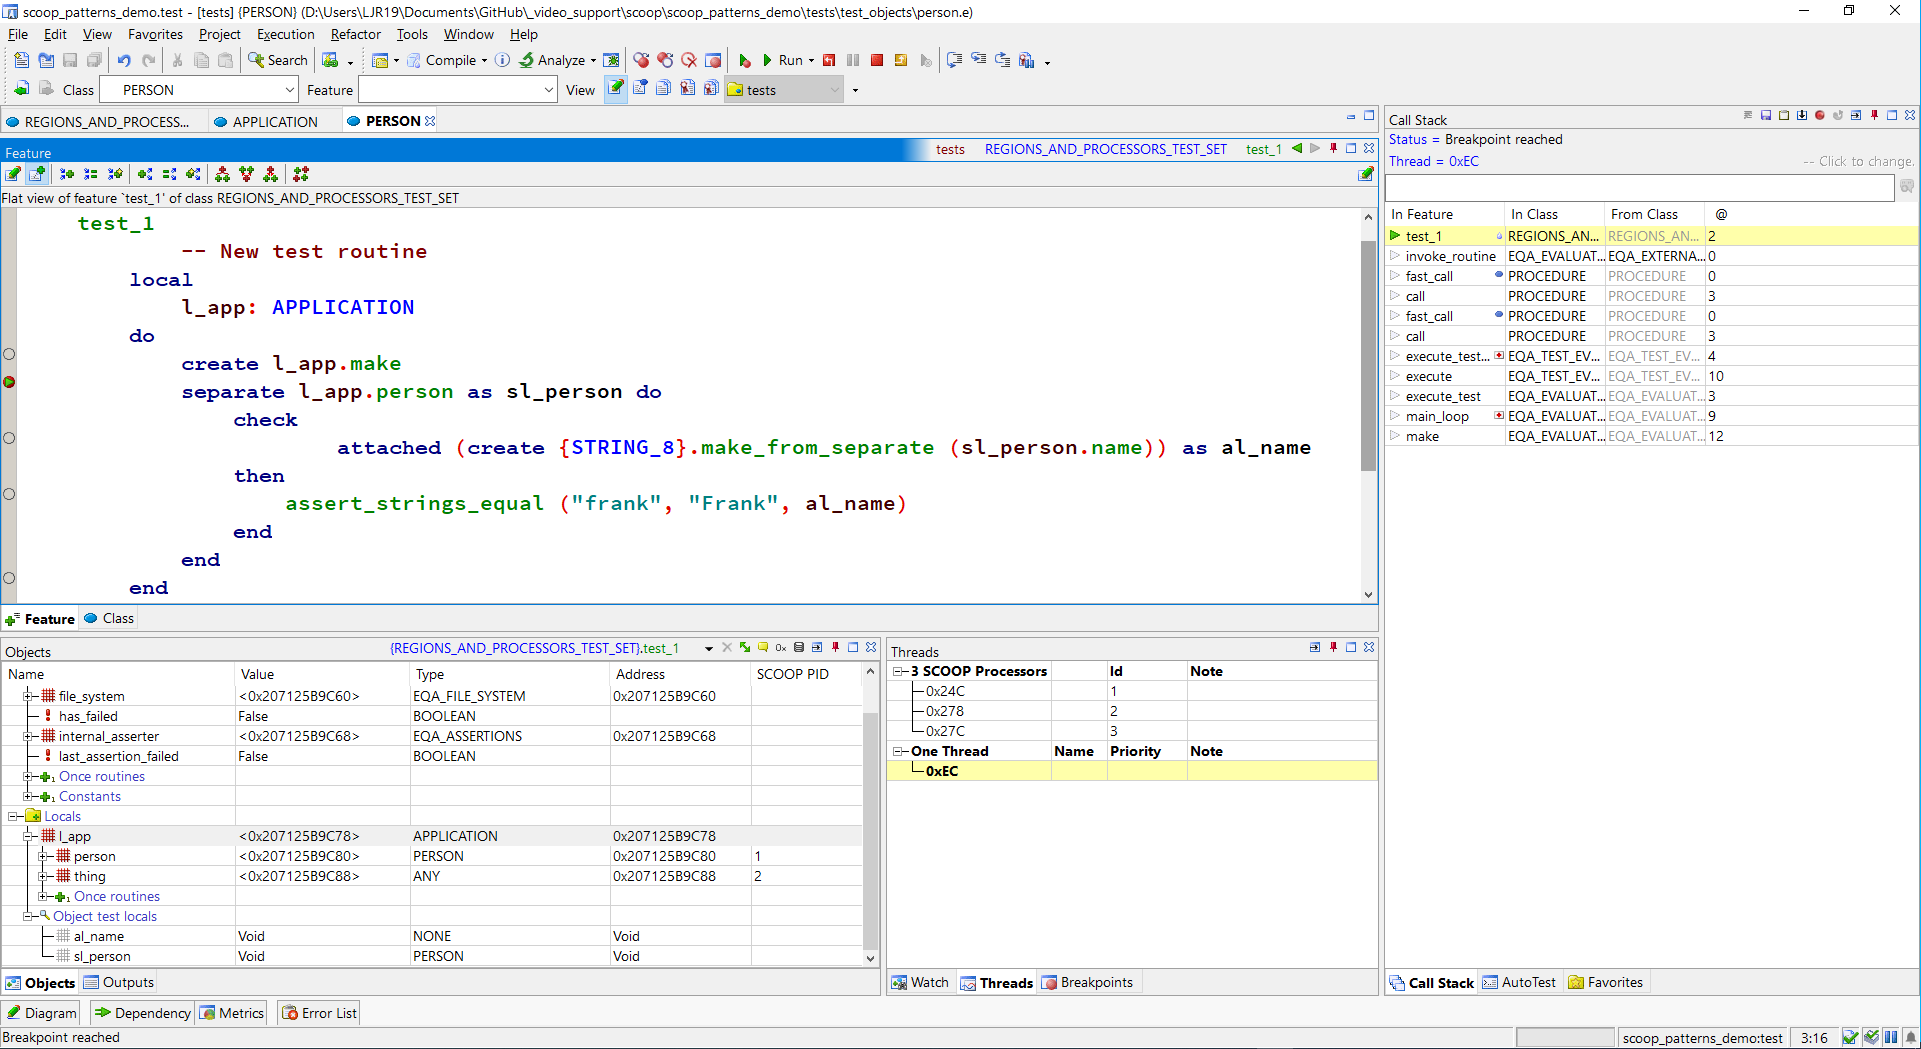 scoop_patterns_demo.test - [tests] {PERSON} (D:\Users\LJR19\Documents\GitHub\_video_support\scoop\scoop_patterns_demo\tests\test_objects\person.e)
File Edit View Favorites Project Execution Refactor Tools Window Help
Search Compile Analyze Run
Class PERSON Feature View tests
REGIONS_AND_PROCESS... APPLICATION PERSON
Feature tests REGIONS_AND_PROCESSORS_TEST_SET test_1
Flat view of feature `test_1' of class REGIONS_AND_PROCESSORS_TEST_SET
test_1
-- New test routine
local
l_app: APPLICATION
do
create l_app.make
separate l_app.person as sl_person do
check
attached (create {STRING_8}.make_from_separate (sl_person.name)) as al_name
then
assert_strings_equal ("frank", "Frank", al_name)
end
end
end
Feature Class
Call Stack
Status = Breakpoint reached
Thread = 0xEC -- Click to change.
In Feature In Class From Class @
test_1 REGIONS_AN... REGIONS_AN... 2
invoke_routine EQA_EVALUAT... EQA_EXTERNA... 0
fast_call PROCEDURE PROCEDURE 0
call PROCEDURE PROCEDURE 3
fast_call PROCEDURE PROCEDURE 0
call PROCEDURE PROCEDURE 3
execute_test... EQA_TEST_EV... EQA_TEST_EV... 4
execute EQA_TEST_EV... EQA_TEST_EV... 10
execute_test EQA_EVALUAT... EQA_EVALUAT... 3
main_loop EQA_EVALUAT... EQA_EVALUAT... 9
make EQA_EVALUAT... EQA_EVALUAT... 12
Objects {REGIONS_AND_PROCESSORS_TEST_SET}.test_1
Name Value Type Address SCOOP PID
file_system <0x207125B9C60> EQA_FILE_SYSTEM 0x207125B9C60
has_failed False BOOLEAN
internal_asserter <0x207125B9C68> EQA_ASSERTIONS 0x207125B9C68
last_assertion_failed False BOOLEAN
Once routines
Constants
Locals
l_app <0x207125B9C78> APPLICATION 0x207125B9C78
person <0x207125B9C80> PERSON 0x207125B9C80 1
thing <0x207125B9C88> ANY 0x207125B9C88 2
Once routines
Object test locals
al_name Void NONE Void
sl_person Void PERSON Void
Objects Outputs
Threads
3 SCOOP Processors Id Note
0x24C 1
0x278 2
0x27C 3
One Thread Name Priority Note
0xEC
Watch Threads Breakpoints
Call Stack AutoTest Favorites
Diagram Dependency Metrics Error List
Breakpoint reached scoop_patterns_demo:test 3:16